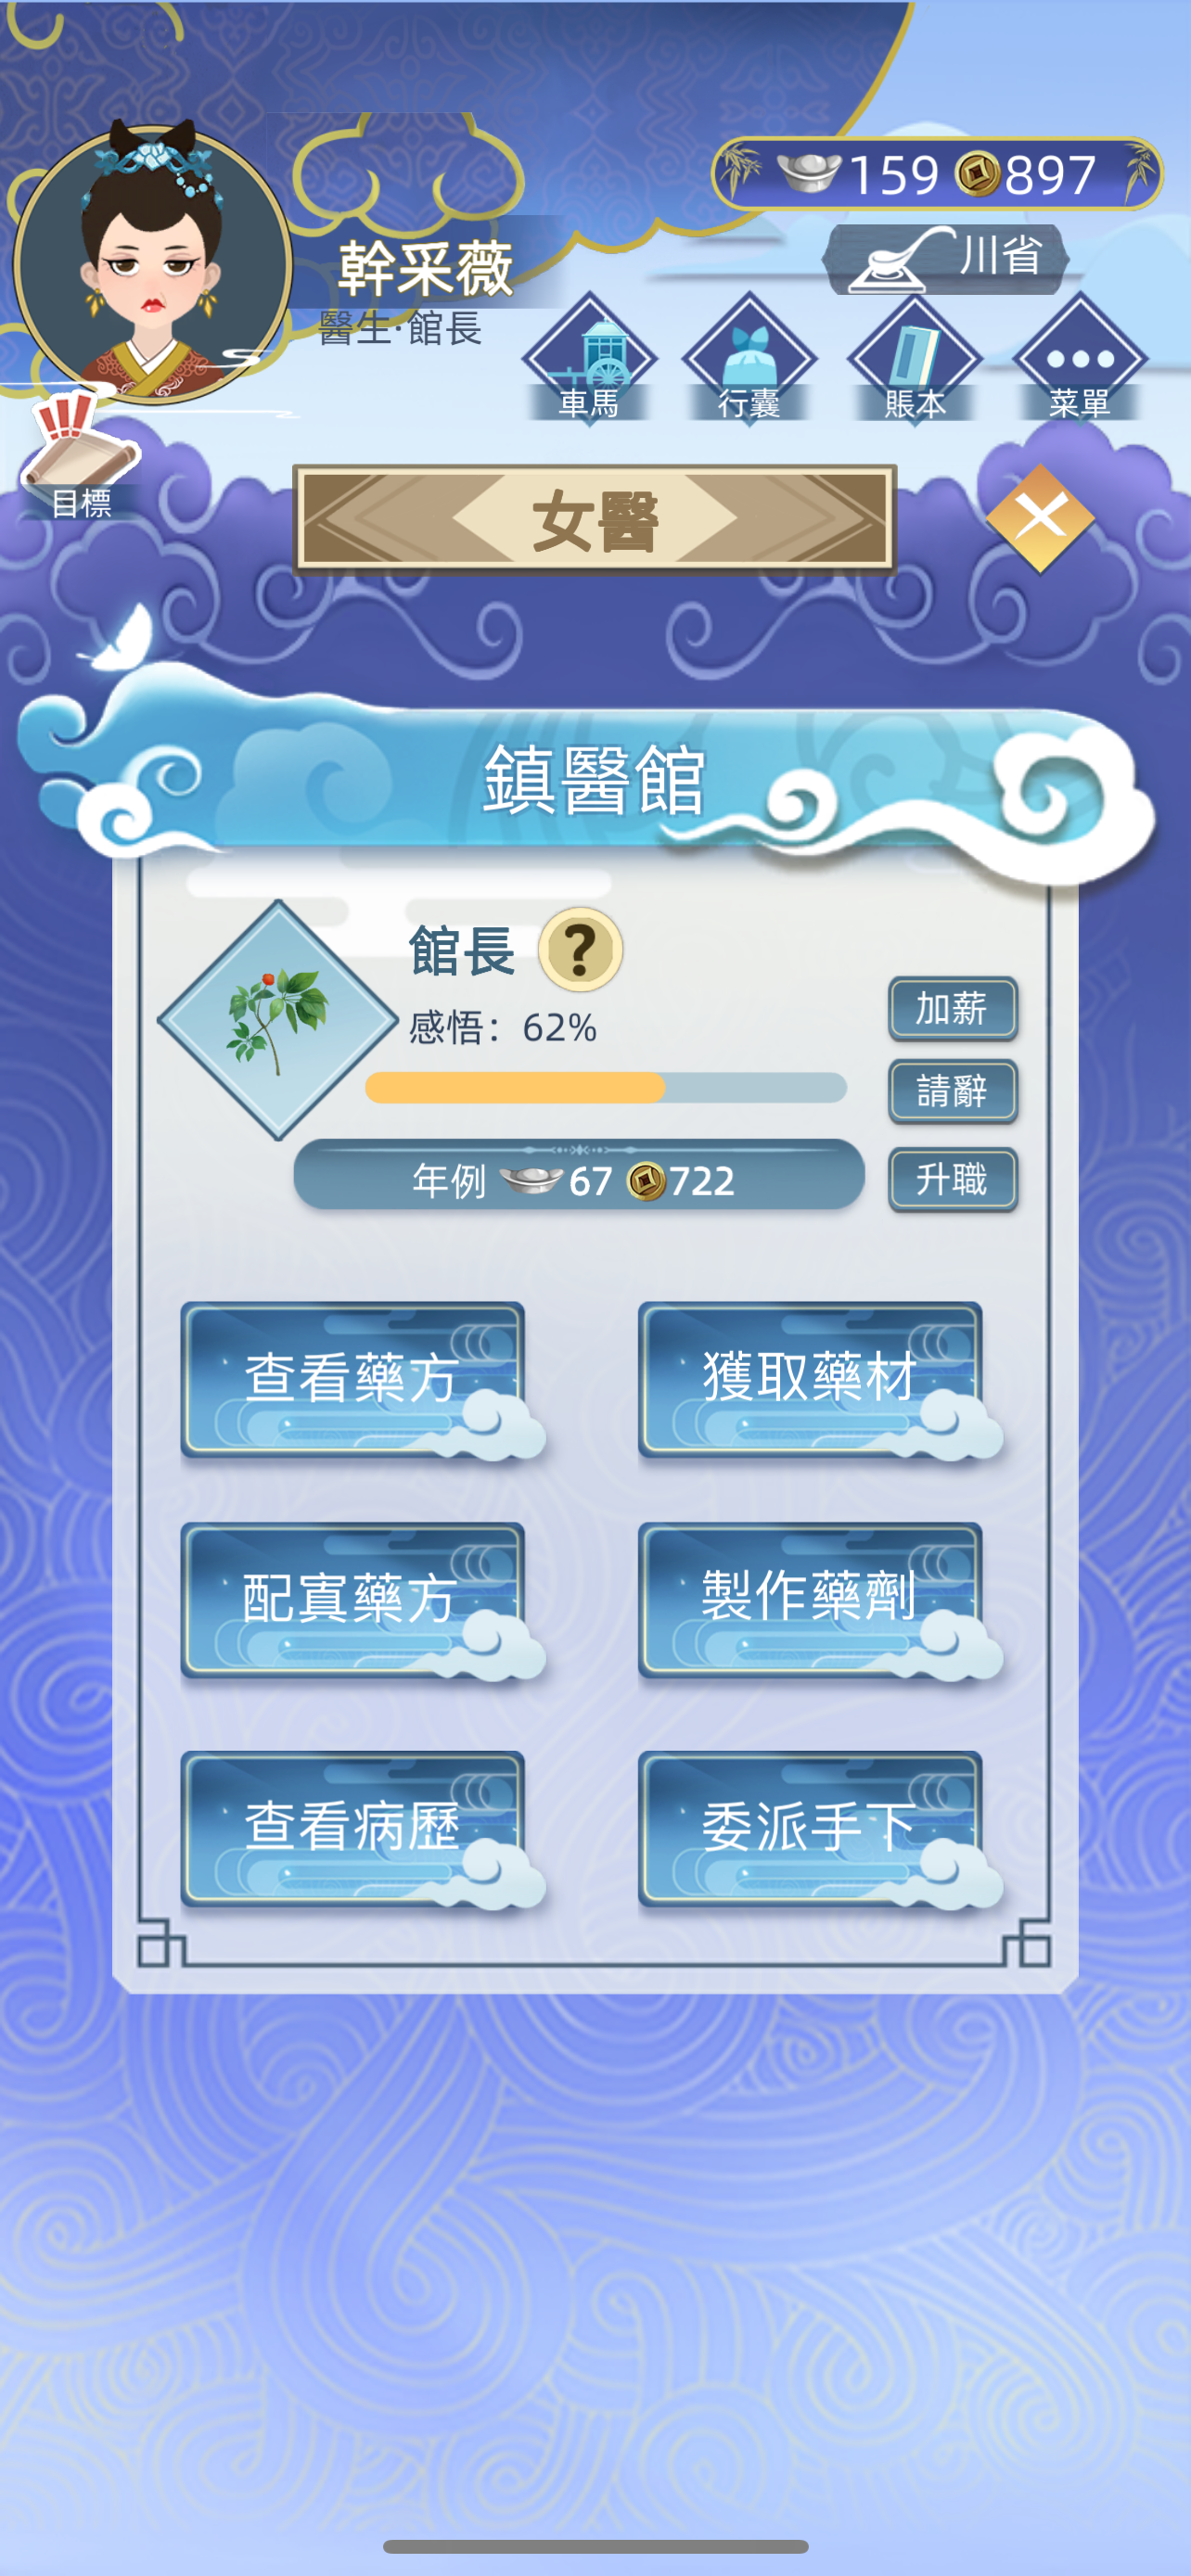 159 897
川省
幹采薇
醫生·館長
車馬 行囊 賬本 菜單
目標
女醫
鎮醫館
館長 ?
感悟：62%
加薪
請辭
年例 67 722
升職
查看藥方 獲取藥材
配寘藥方 製作藥劑
查看病歷 委派手下